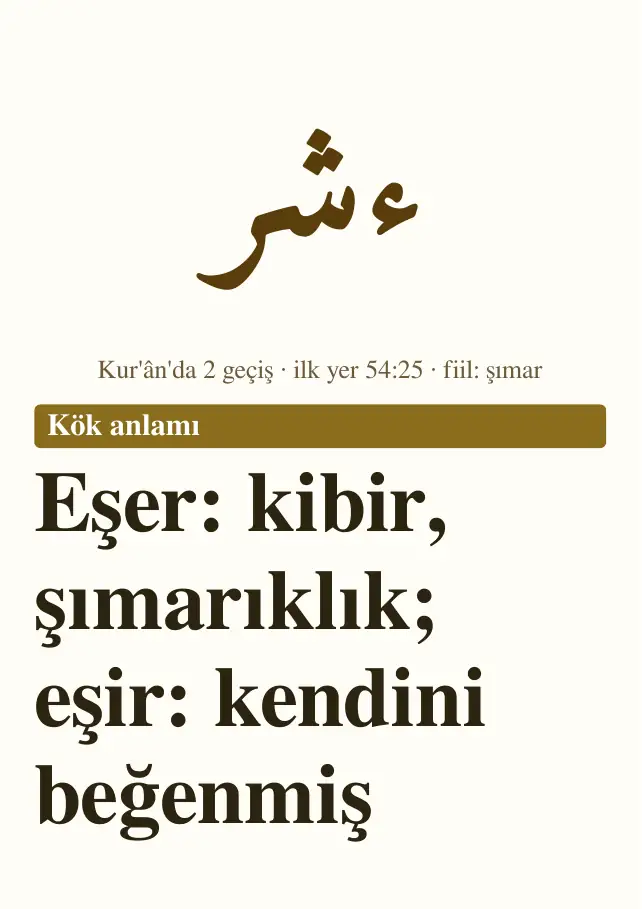 ءشر
Kur'ân'da 2 geçiş · ilk yer 54:25 · fiil: şımar
Kök anlamı
Eşer: kibir,
şımarıklık;
eşir: kendini
beğenmiş